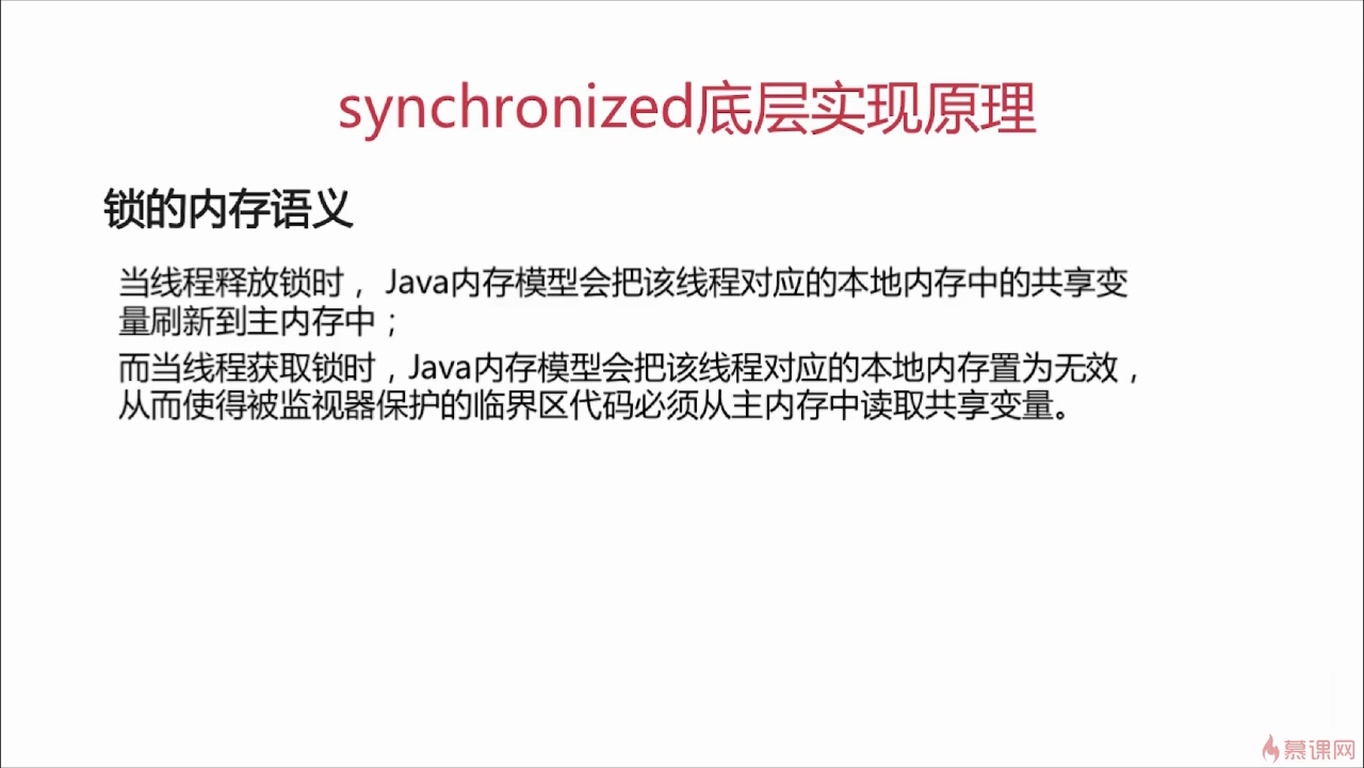 synchronized底层实现原理
锁的内存语义
当线程释放锁时，Java内存模型会把该线程对应的本地内存中的共享变
量刷新到主内存中；
而当线程获取锁时，Java内存模型会把该线程对应的本地内存置为无效，
从而使得被监视器保护的临界区代码必须从主内存中读取共享变量。
慕课网